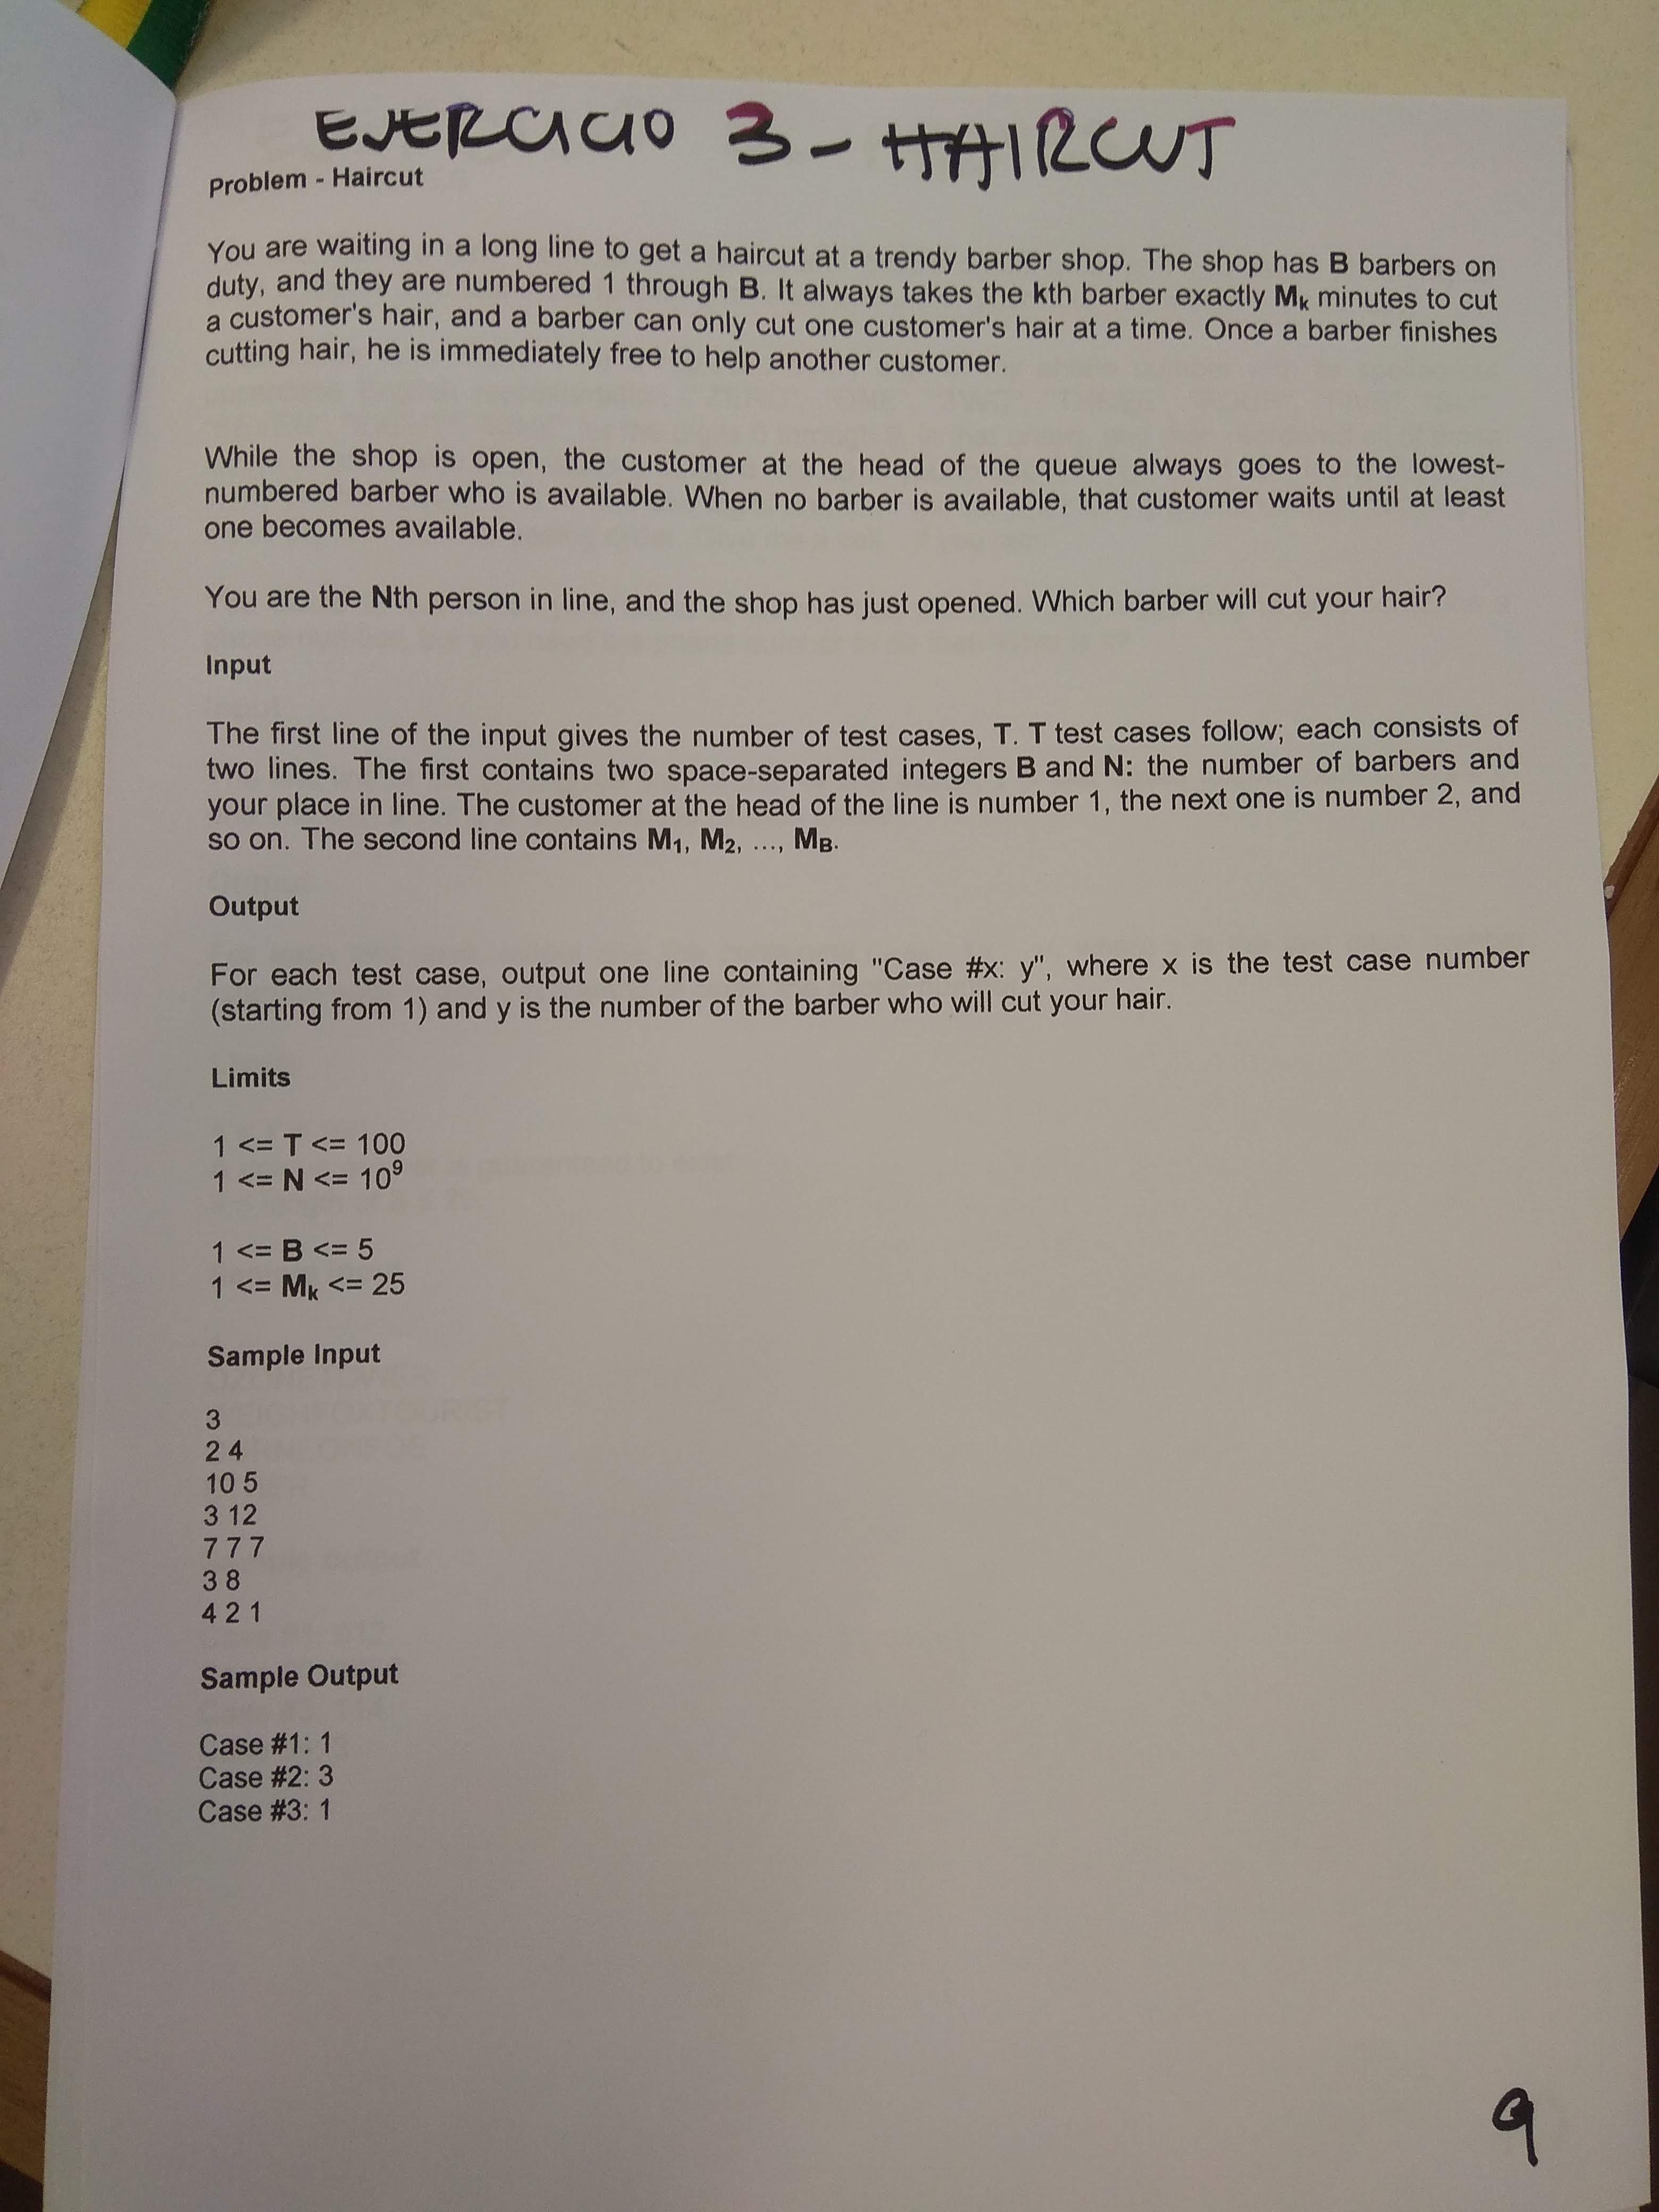 EJERCICIO 3 - HAIRCUT
Problem - Haircut
You are waiting in a long line to get a haircut at a trendy barber shop. The shop has B barbers on
duty, and they are numbered 1 through B. It always takes the kth barber exactly Mk minutes to cut
a customer's hair, and a barber can only cut one customer's hair at a time. Once a barber finishes
cutting hair, he is immediately free to help another customer.
While the shop is open, the customer at the head of the queue always goes to the lowest-
numbered barber who is available. When no barber is available, that customer waits until at least
one becomes available.
You are the Nth person in line, and the shop has just opened. Which barber will cut your hair?
Input
The first line of the input gives the number of test cases, T. T test cases follow; each consists of
two lines. The first contains two space-separated integers B and N: the number of barbers and
your place in line. The customer at the head of the line is number 1, the next one is number 2, and
so on. The second line contains M1, M2, ..., MB.
Output
For each test case, output one line containing "Case #x: y", where x is the test case number
(starting from 1) and y is the number of the barber who will cut your hair.
Limits
1 <= T <= 100
1 <= N <= 10⁹
1 <= B <= 5
1 <= Mk <= 25
Sample Input
3
2 4
10 5
3 12
7 7 7
3 8
4 2 1
Sample Output
Case #1: 1
Case #2: 3
Case #3: 1
9